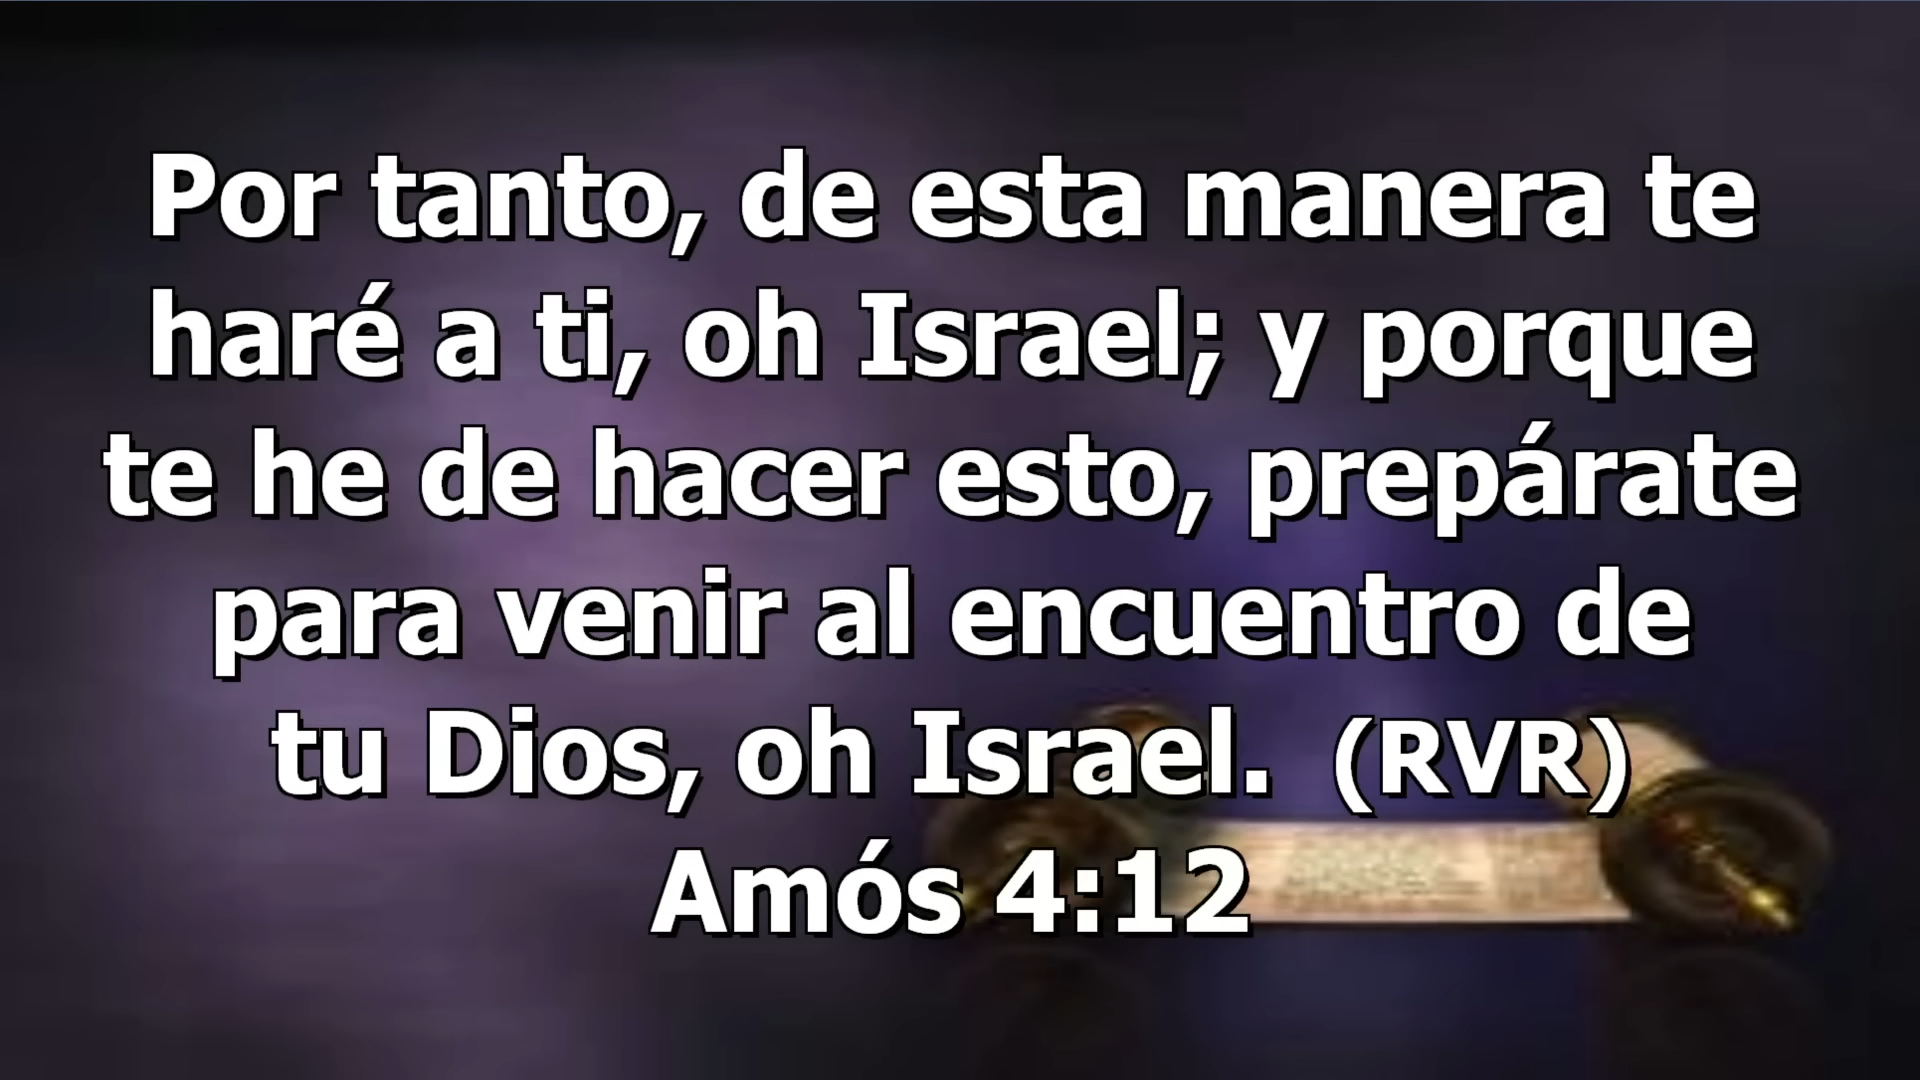 Por tanto, de esta manera te
haré a ti, oh Israel; y porque
te he de hacer esto, prepárate
para venir al encuentro de
tu Dios, oh Israel.  (RVR)
Amós 4:12